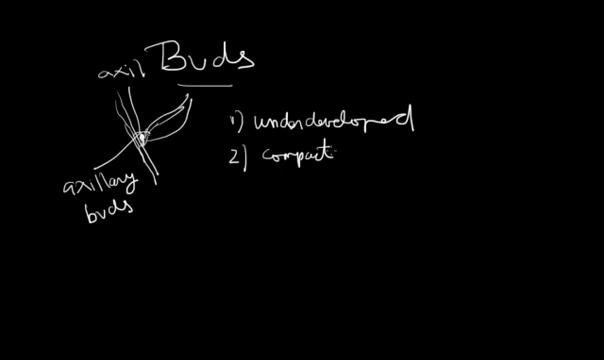 Buds
axil
1) underdeveloped
2) compact
axillary
buds